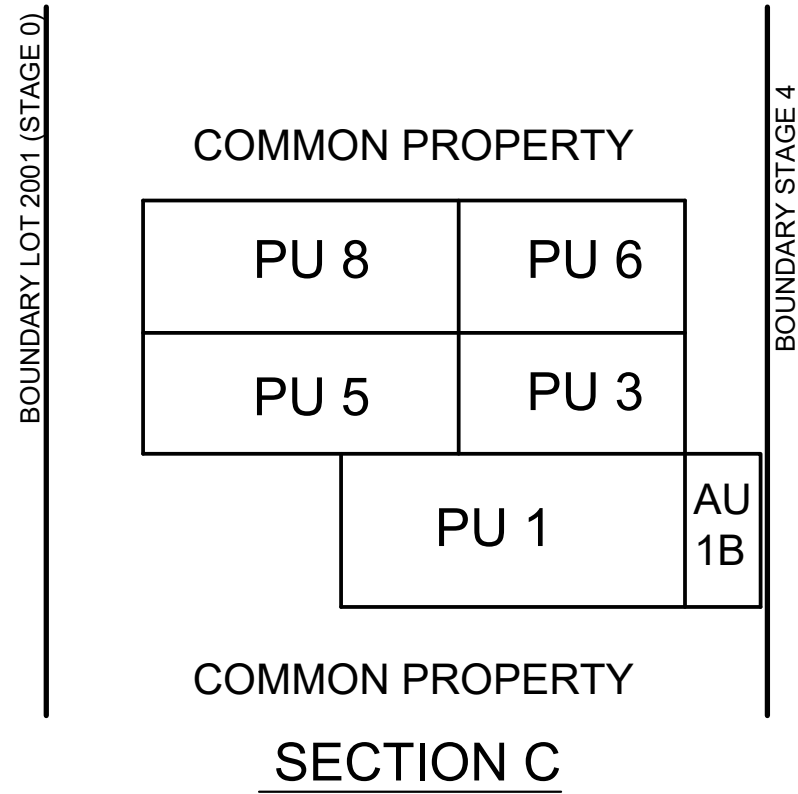 BOUNDARY LOT 2001 (STAGE 0)
BOUNDARY STAGE 4
COMMON PROPERTY
PU 8
PU 6
PU 5
PU 3
PU 1
AU
1B
COMMON PROPERTY
SECTION C